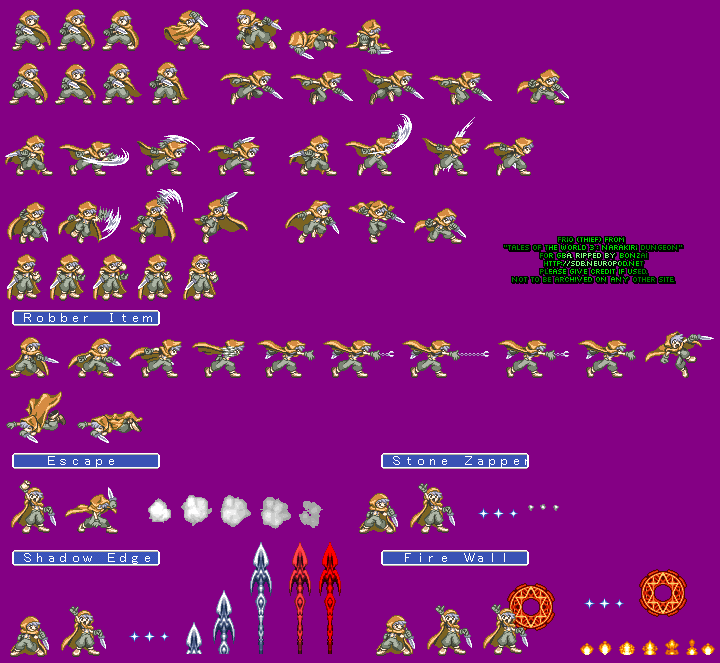 FRIO (THIEF) FROM
"TALES OF THE WORLD 3: NARAKIRI DUNGEON"
FOR GBA, RIPPED BY BONZAI
HTTP://SDB.NEUROPOD.NET
PLEASE GIVE CREDIT IF USED.
NOT TO BE ARCHIVED ON ANY OTHER SITE.
Robber Item
Escape
Stone Zapper
Shadow Edge
Fire Wall